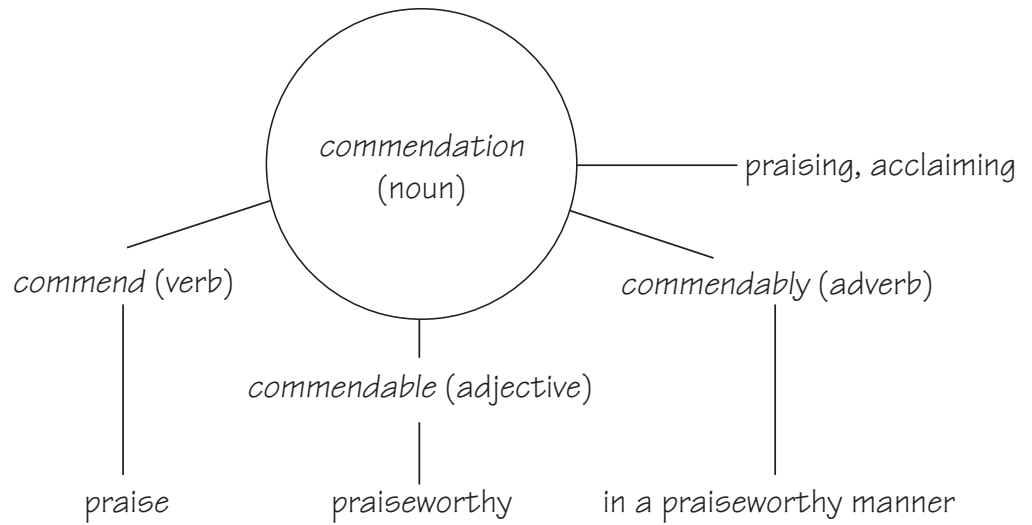 commendation
(noun)
praising, acclaiming
commend (verb)
commendably (adverb)
commendable (adjective)
praise
praiseworthy
in a praiseworthy manner